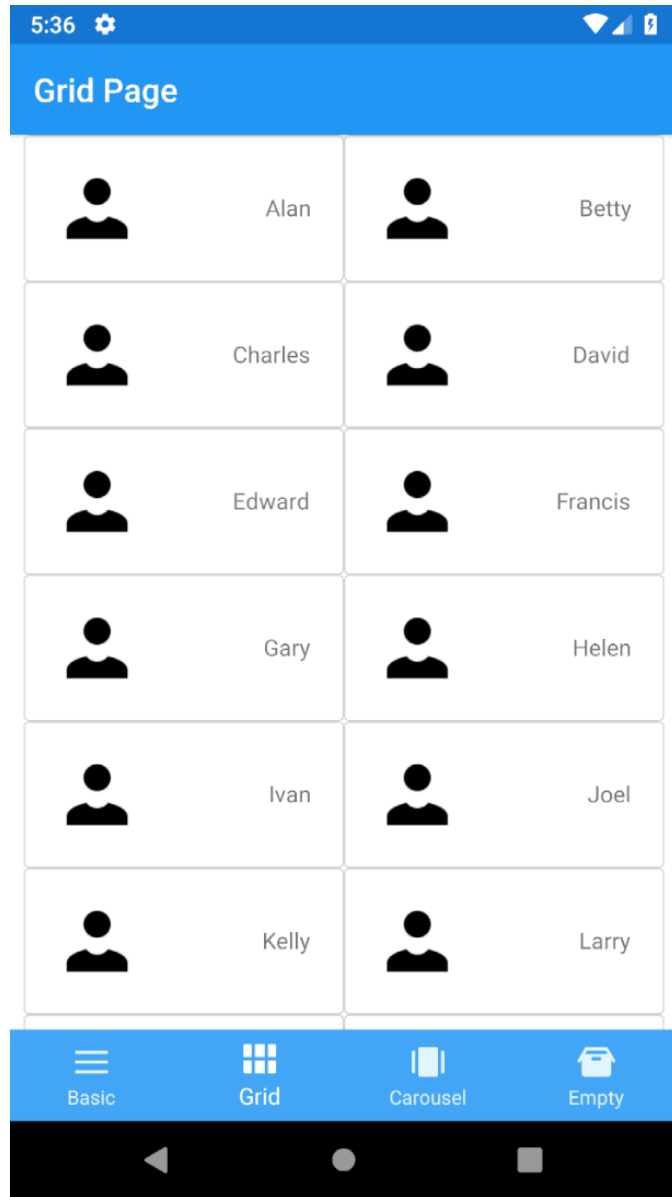 5:36
Grid Page
Alan
Betty
Charles
David
Edward
Francis
Gary
Helen
Ivan
Joel
Kelly
Larry
Basic
Grid
Carousel
Empty